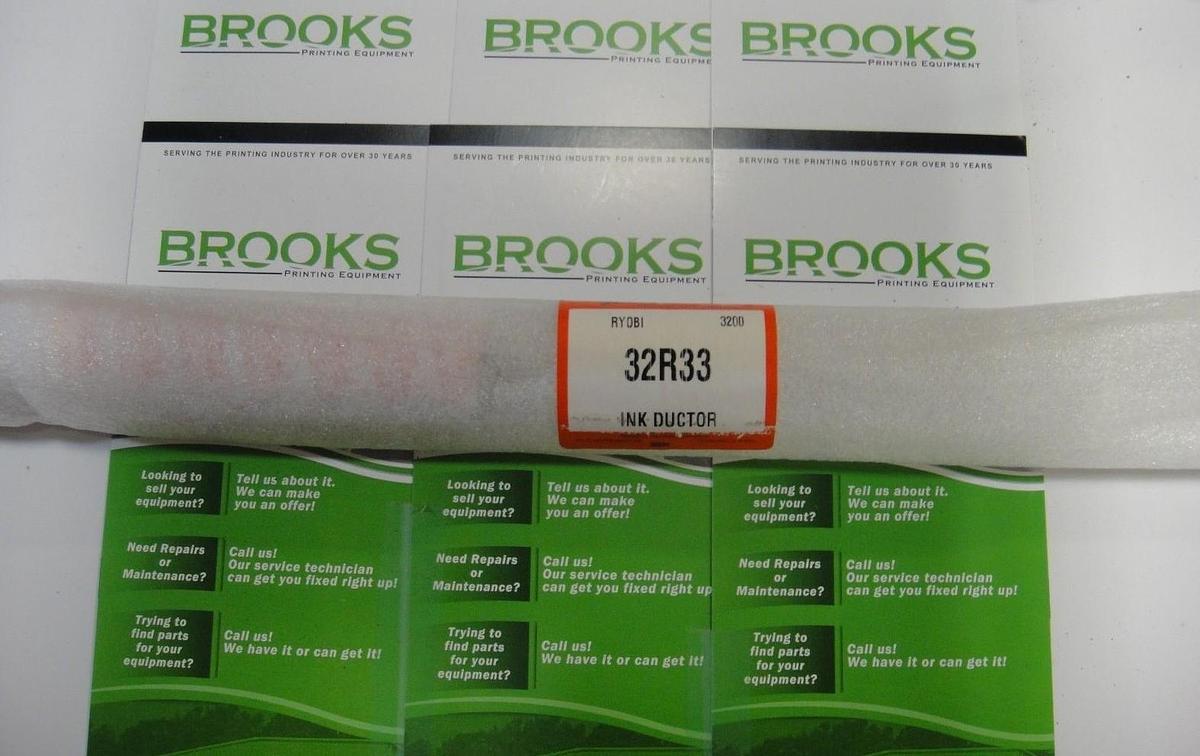 BROOKS
PRINTING EQUIPMENT
BROOKS
PRINTING EQUIPME
BROOKS
PRINTING EQUIPMENT
SERVING THE PRINTING INDUSTRY FOR OVER 30 YEARS
SERVING THE PRINTING INDUSTRY FOR OVER 30 YEARS
SERVING THE PRINTING INDUSTRY FOR OVER 30 YEARS
BROOKS
PRINTING EQUIPMENT
BROOKS
PRINTING EQUIPMENT
BROOKS
PRINTING EQUIPMENT
RYOBI 3200
32R33
INK DUCTOR
Looking to
sell your
equipment?
Tell us about it.
We can make
you an offer!
Need Repairs
or
Maintenance?
Call us!
Our service technician
can get you fixed right up!
Trying to
find parts
for your
equipment?
Call us!
We have it or can get it!
Looking to
sell your
equipment?
Tell us about it.
We can make
you an offer!
Need Repairs
or
Maintenance?
Call us!
Our service technician
can get you fixed right up
Trying to
find parts
for your
equipment?
Call us!
We have it or can get it!
Looking to
sell your
equipment?
Tell us about it.
We can make
you an offer!
Need Repairs
or
Maintenance?
Call us!
Our service technician
can get you fixed right up!
Trying to
find parts
for your
equipment?
Call us!
We have it or can get it!